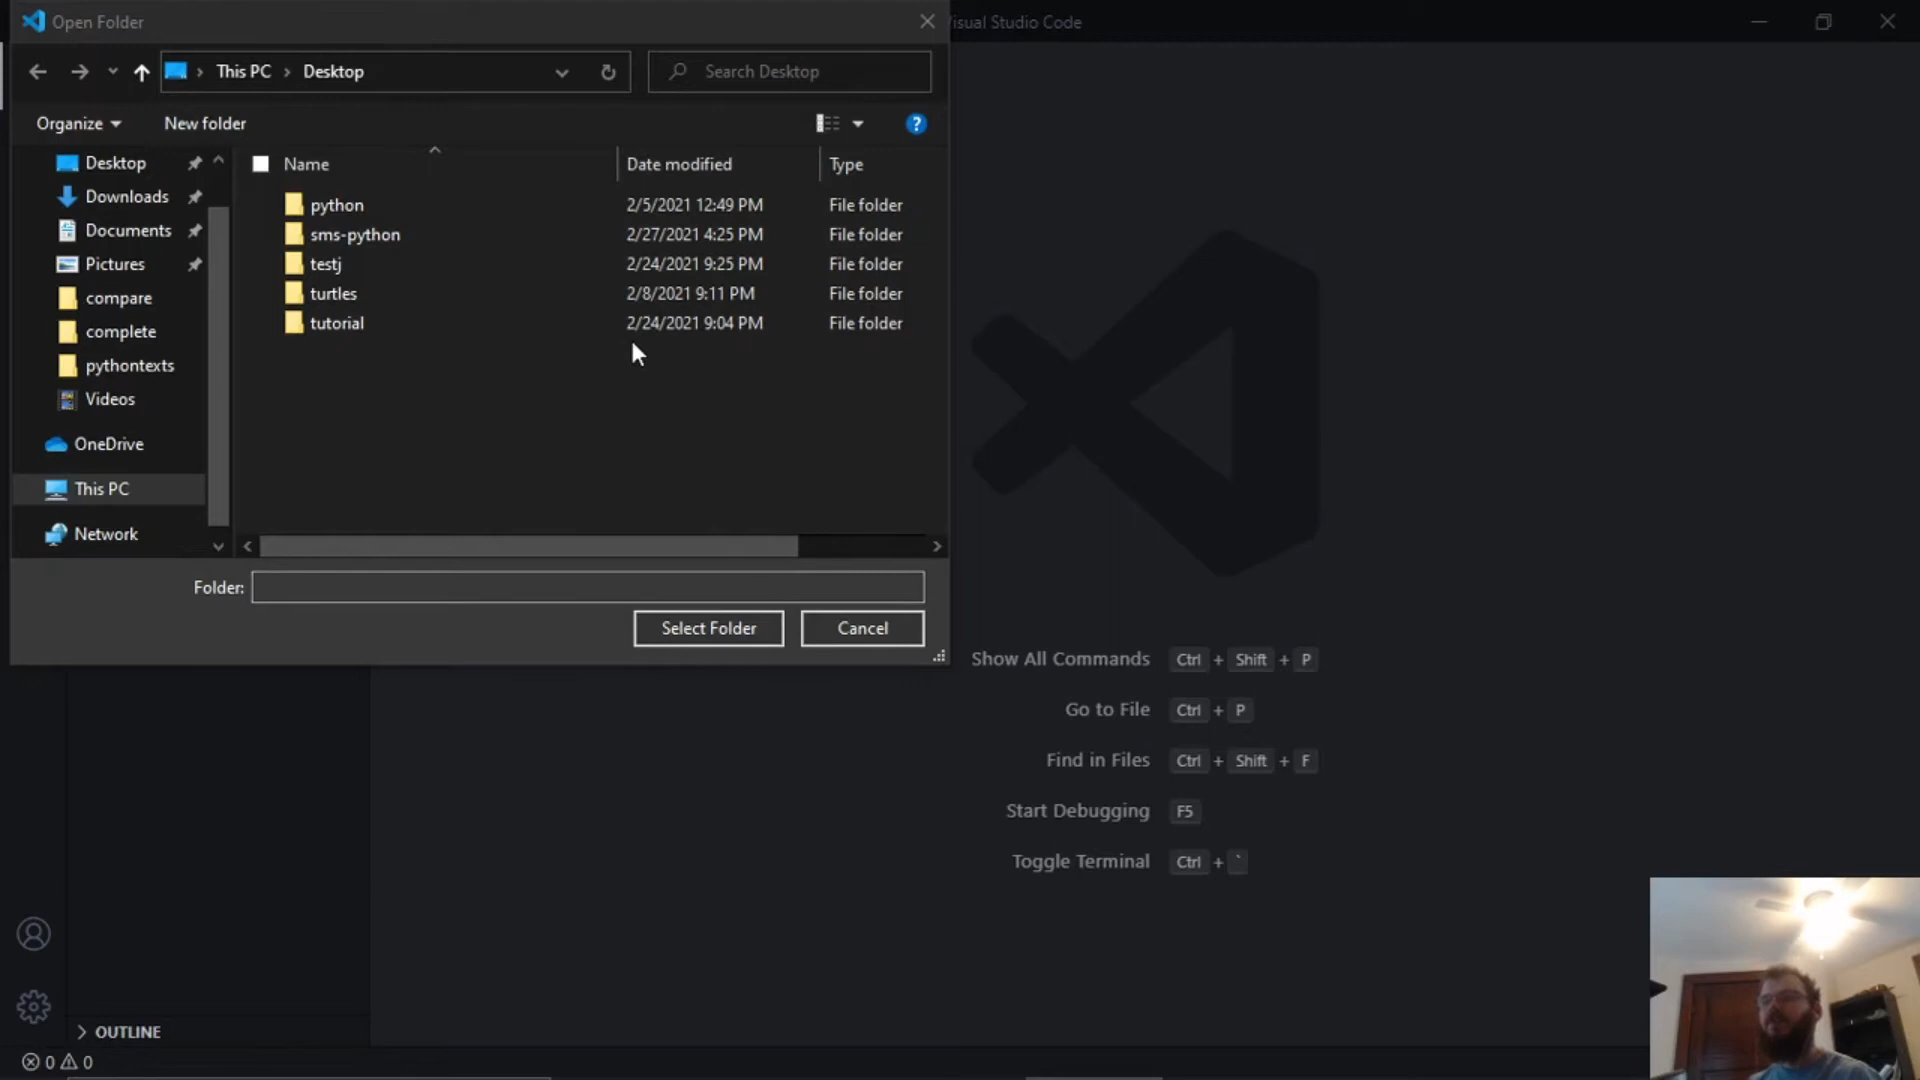 Open Folder
isual Studio Code
This PC
Desktop
Search Desktop
Organize
New folder
?
Desktop
Downloads
Documents
Pictures
compare
complete
pythontexts
Videos
OneDrive
This PC
Network
Name Date modified Type
python 2/5/2021 12:49 PM File folder
sms-python 2/27/2021 4:25 PM File folder
testj 2/24/2021 9:25 PM File folder
turtles 2/8/2021 9:11 PM File folder
tutorial 2/24/2021 9:04 PM File folder
Folder:
Select Folder
Cancel
Show All Commands Ctrl + Shift + P
Go to File Ctrl + P
Find in Files Ctrl + Shift + F
Start Debugging F5
Toggle Terminal Ctrl + `
OUTLINE
0 0